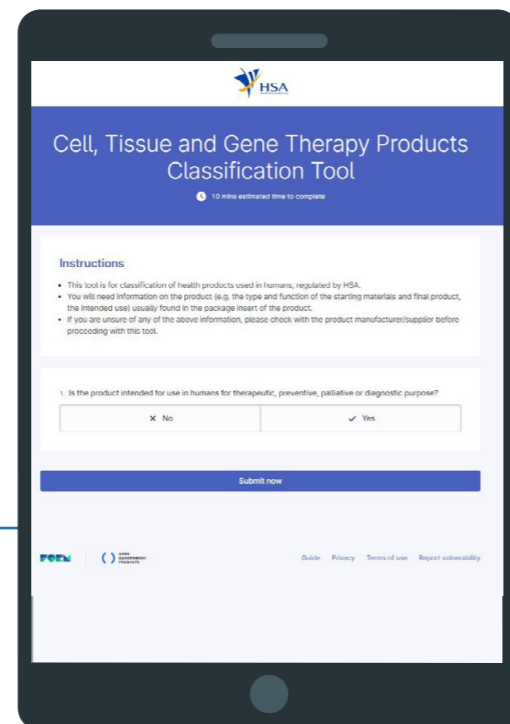 HSA
Cell, Tissue and Gene Therapy Products
Classification Tool
10 mins estimated time to complete
Instructions
• This tool is for classification of health products used in humans, regulated by HSA.
• You will need information on the product (e.g. the type and function of the starting materials and final product,
the intended use) usually found in the package insert of the product.
• If you are unsure of any of the above information, please check with the product manufacturer/supplier before
proceeding with this tool.
1. Is the product intended for use in humans for therapeutic, preventive, palliative or diagnostic purpose?
No Yes
Submit now
OPEN
GOVERNMENT
PRODUCTS
Guide Privacy Terms of use Report vulnerability